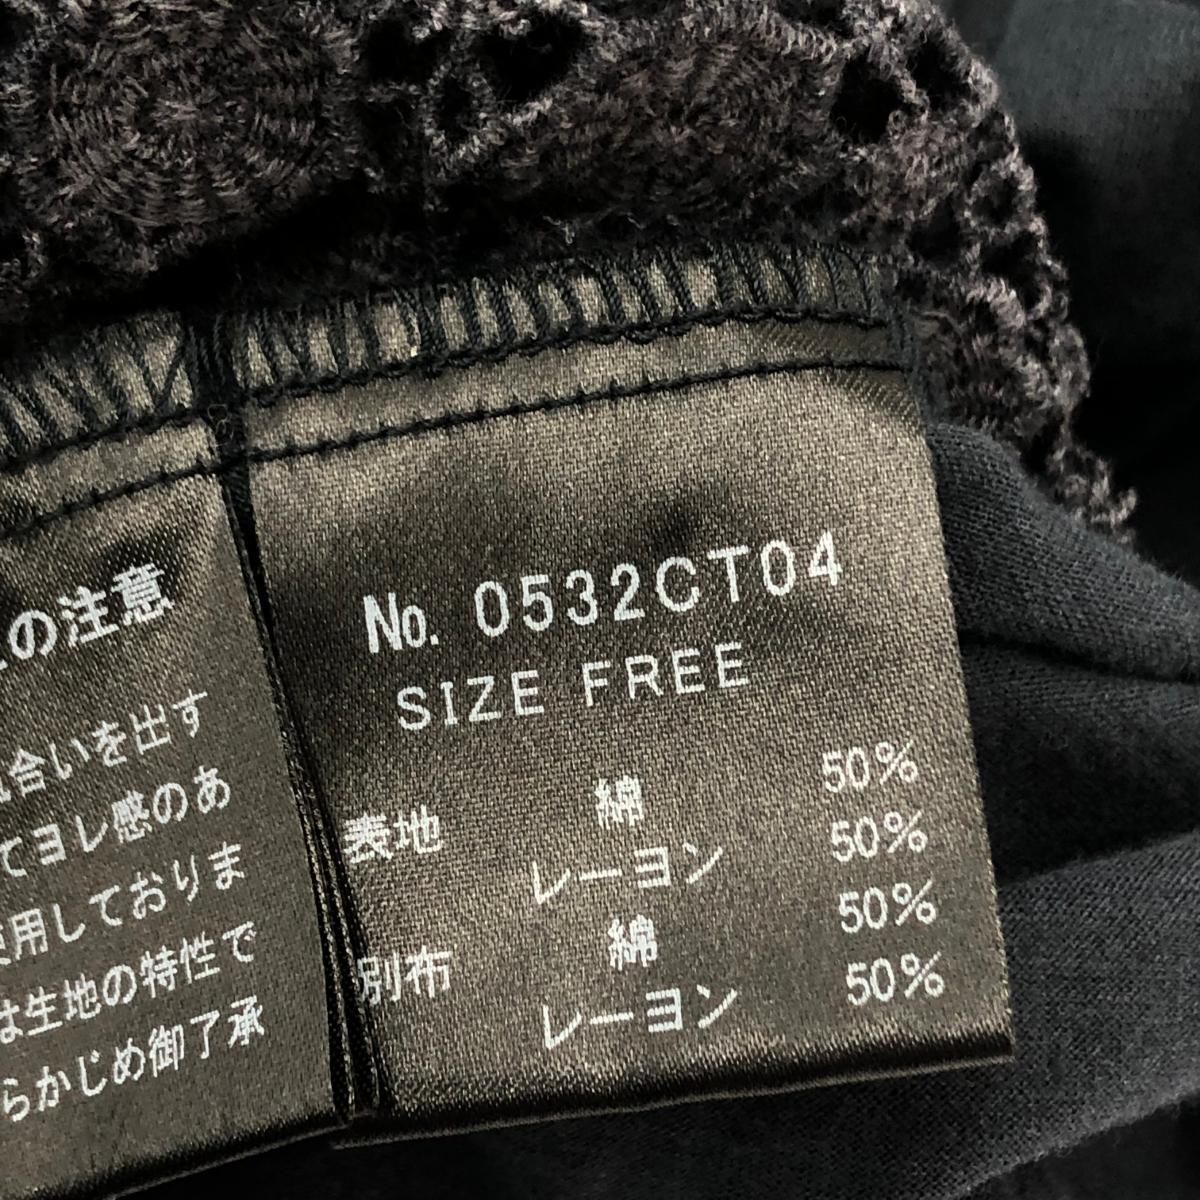 の注意
合いを出す
てヨレ感のあ
使用しておりま
は生地の特性で
らかじめ御了承
No. 0532CT04
SIZE FREE
表地 綿 50%
レーヨン 50%
別布 綿 50%
レーヨン 50%